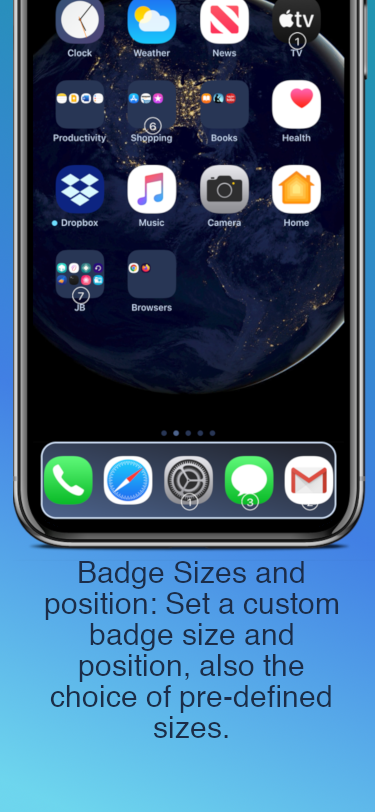 Clock Weather News TV
tv
1
Productivity Shopping Books Health
6
Dropbox Music Camera Home
JB Browsers
7
1 3
Badge Sizes and
position: Set a custom
badge size and
position, also the
choice of pre-defined
sizes.